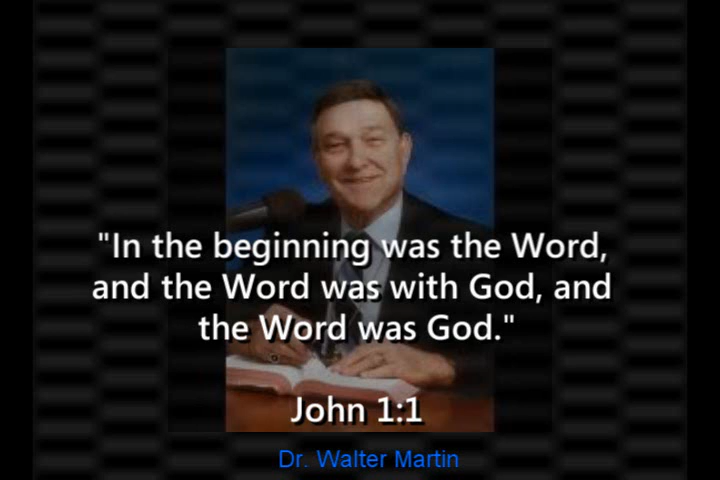 "In the beginning was the Word,
and the Word was with God, and
the Word was God."
John 1:1
Dr. Walter Martin